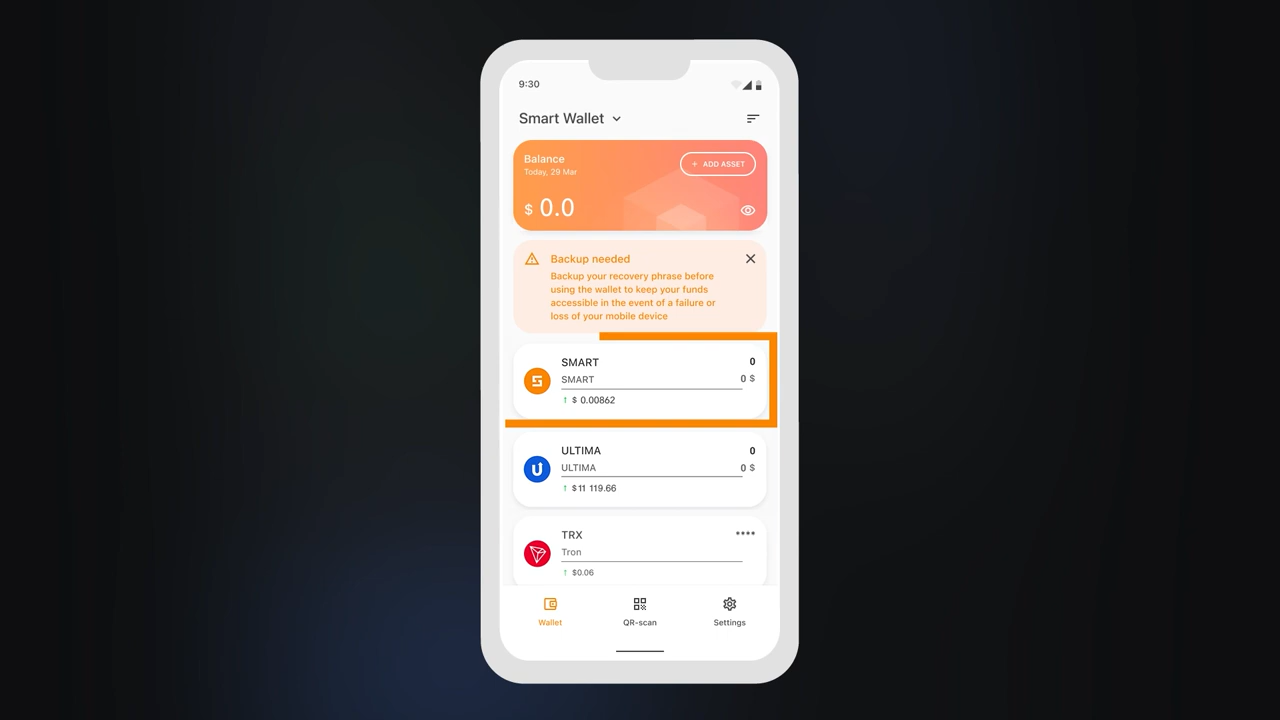 9:30
Smart Wallet
Balance
Today, 29 Mar
+ ADD ASSET
$ 0.0
Backup needed
Backup your recovery phrase before
using the wallet to keep your funds
accessible in the event of a failure or
loss of your mobile device
SMART 0
SMART 0 $
↑ $ 0.00862
ULTIMA 0
ULTIMA 0 $
↑ $ 11 119.66
TRX ****
Tron
↑ $0.06
Wallet QR-scan Settings